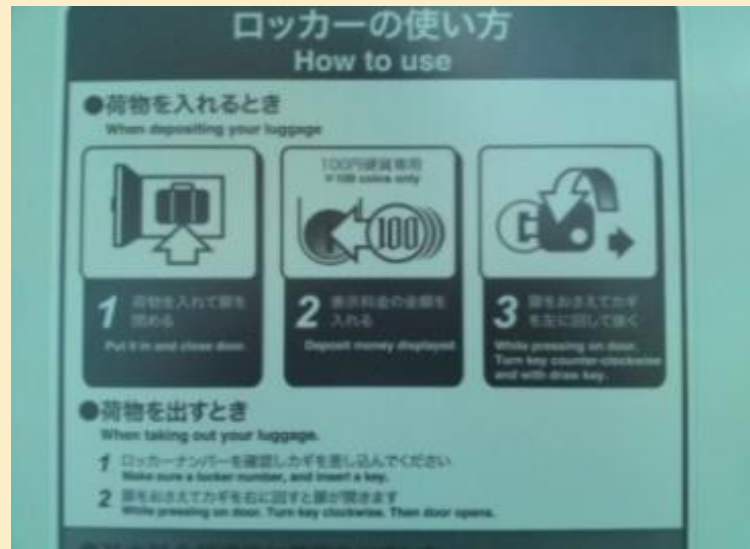 ロッカーの使い方
How to use
●荷物を入れるとき
When depositing your luggage
100円硬貨専用
￥100 coins only
100
1 荷物を入れて扉を
閉める
Put it in and close door.
2 表示料金の金額を
入れる
Deposit money displayed
3 扉をおさえてカギ
を左に回して抜く
While pressing on door.
Turn key counter-clockwise
and with draw key.
●荷物を出すとき
When taking out your luggage.
1 ロッカーナンバーを確認しカギを差し込んでください
Make sure a locker number, and insert a key.
2 扉をおさえてカギを右に回すと扉が開きます
While pressing on door. Turn key clockwise. Then door opens.